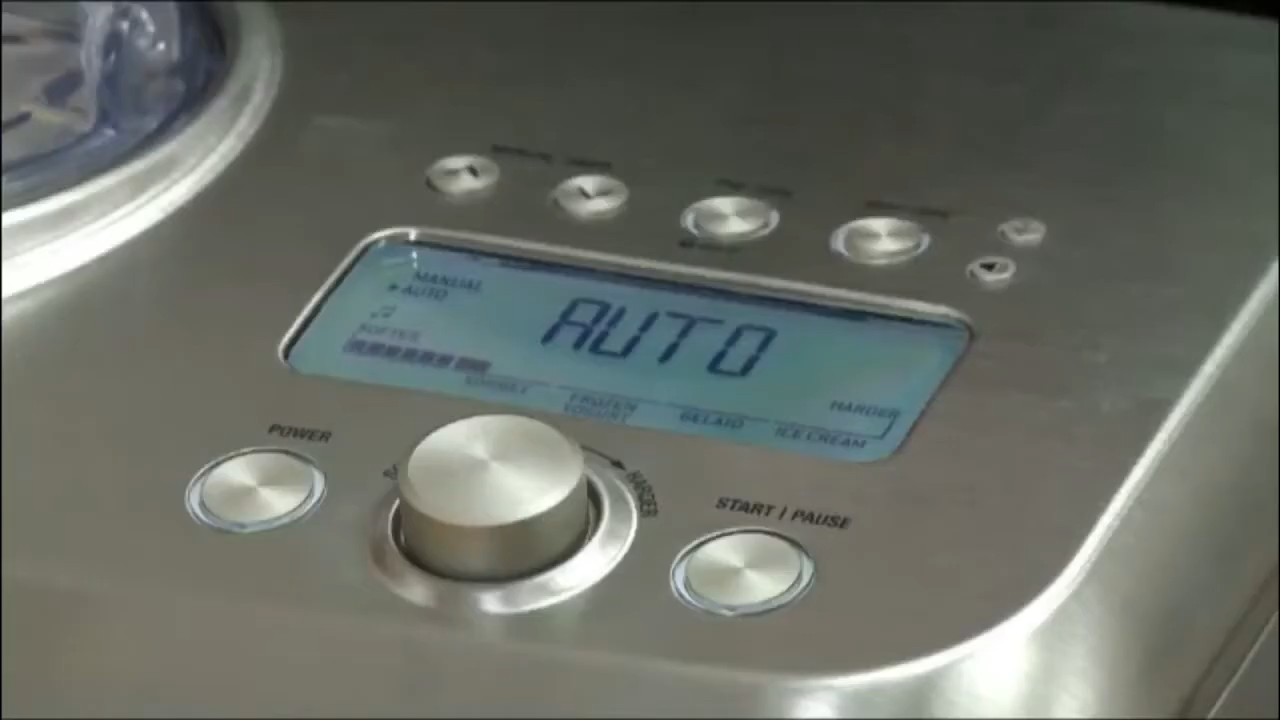 MANUAL
AUTO
AUTO
SOFTER
HARDER
SORBET
FROZEN
YOGURT
GELATO
ICE CREAM
POWER
HARDER
START / PAUSE